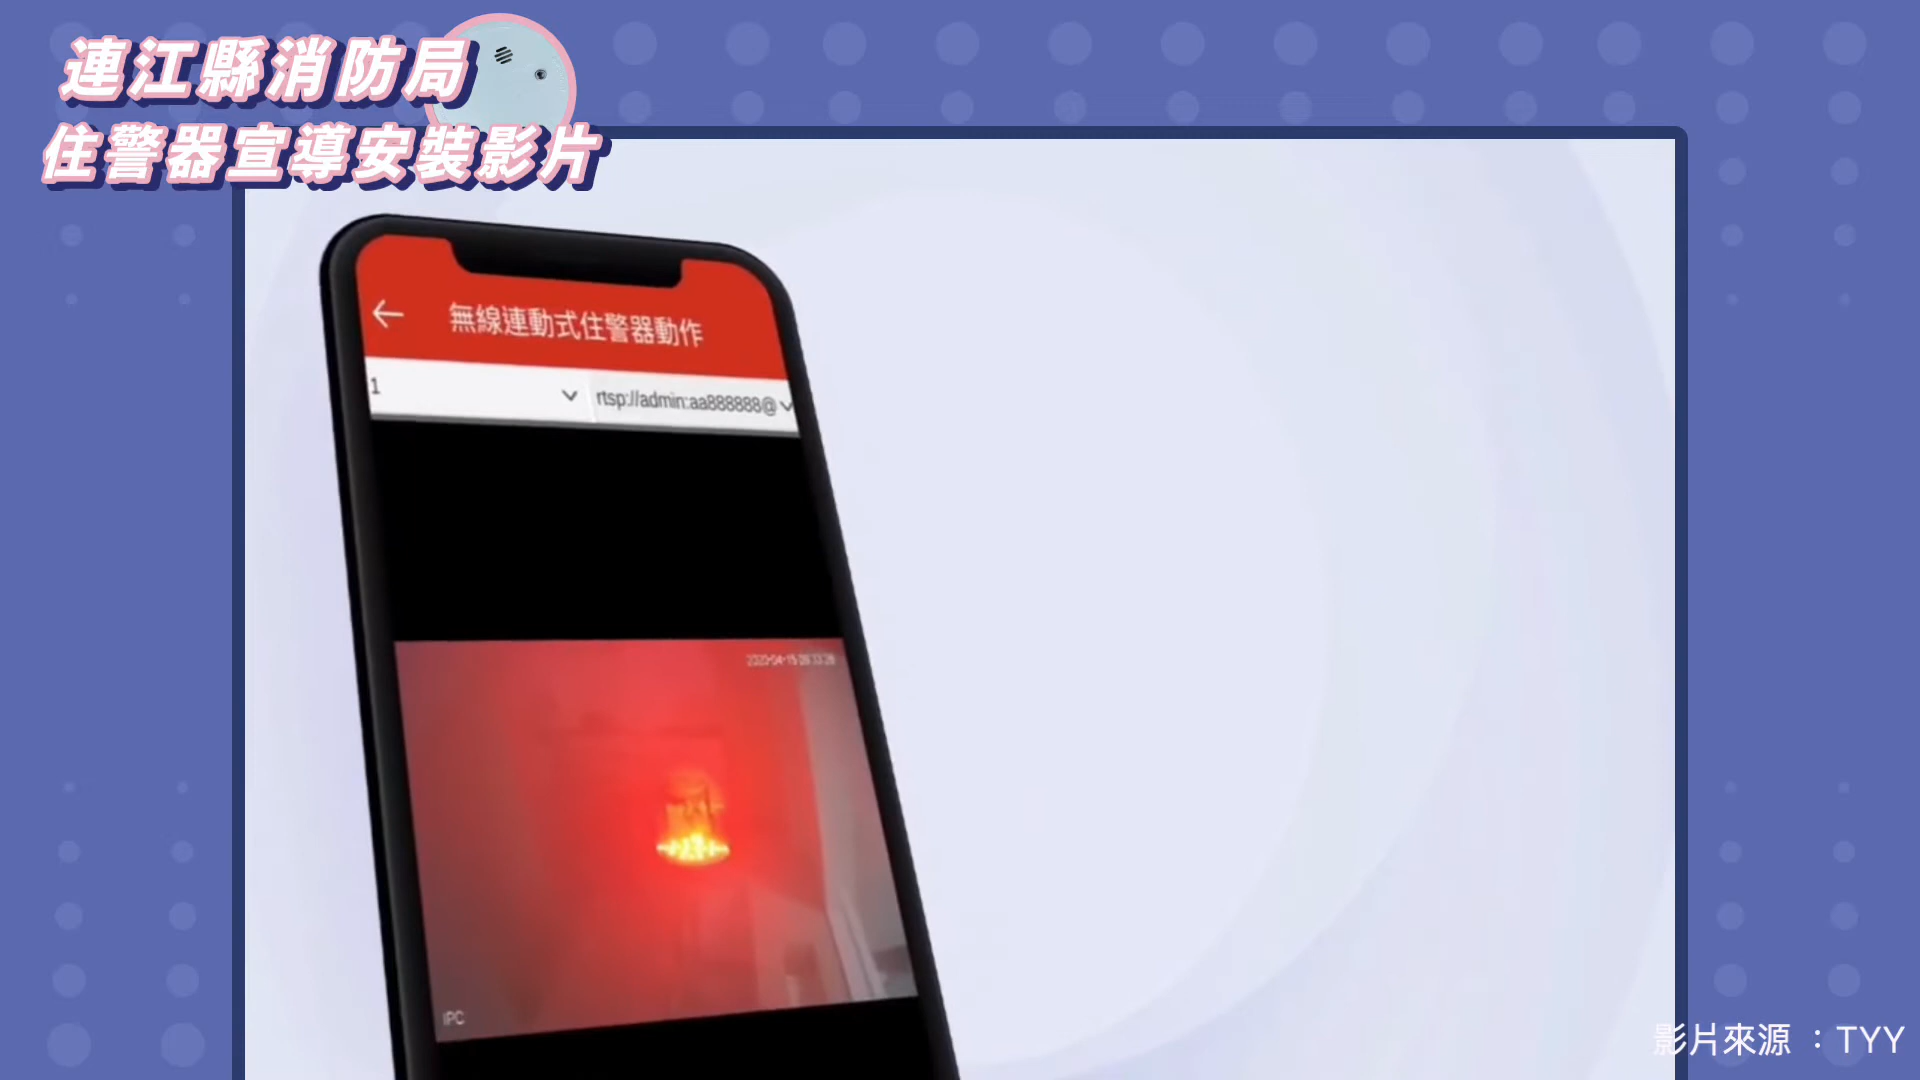 連江縣消防局
住警器宣導安裝影片
無線連動式住警器動作
1
rtsp://admin:aa888888@
IPC
影片來源 ：TYY